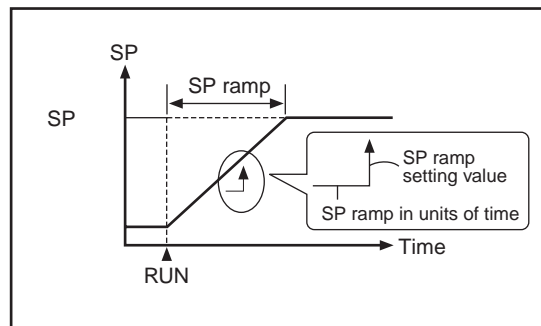 SP
SP ramp
SP
SP ramp
setting value
SP ramp in units of time
Time
RUN